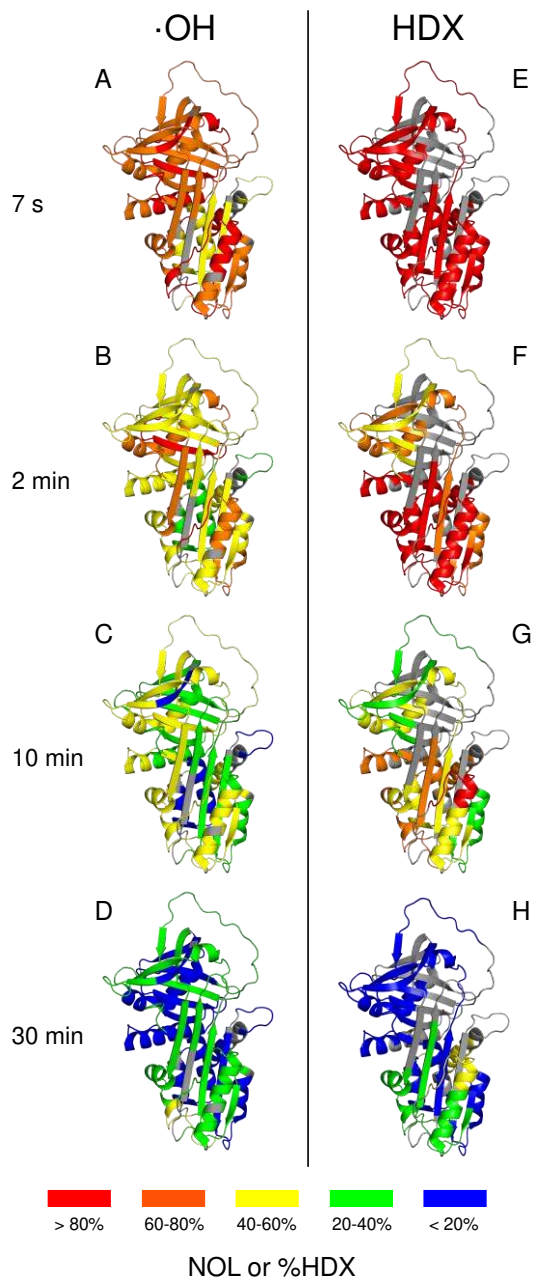 ·OH HDX
A E
7 s
B F
2 min
C G
10 min
D H
30 min
> 80% 60-80% 40-60% 20-40% < 20%
NOL or %HDX